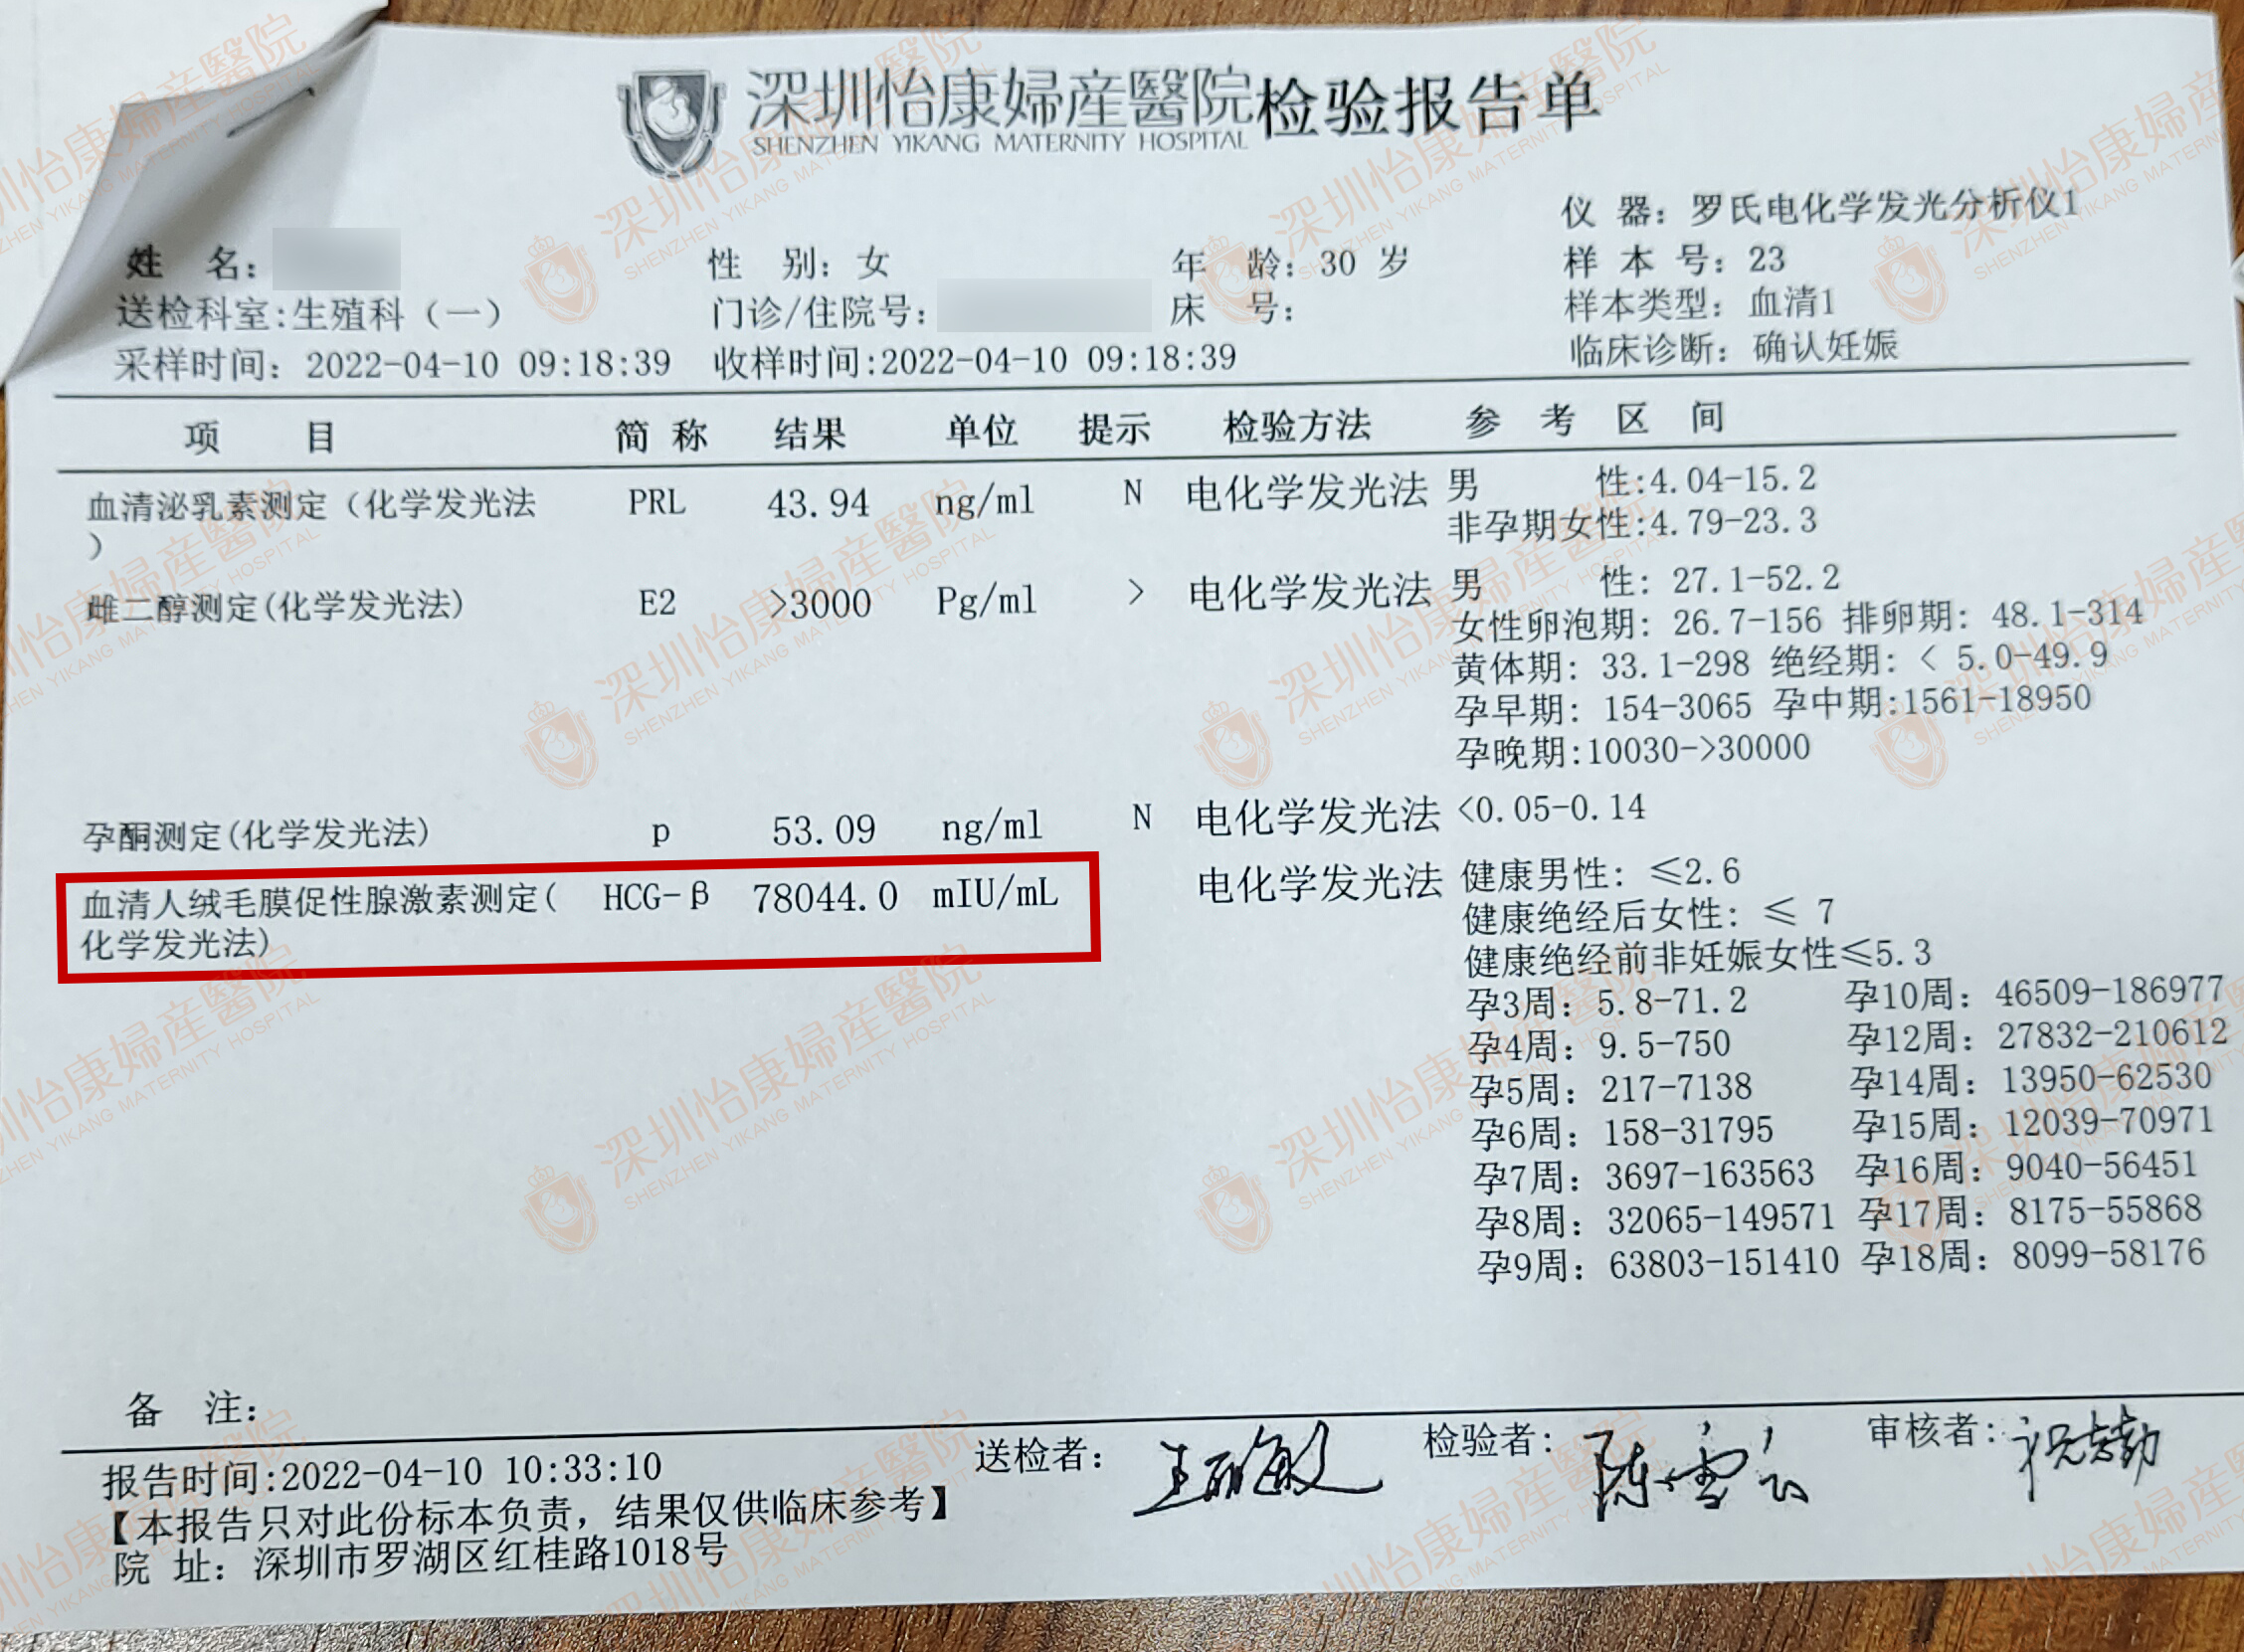 深圳怡康婦産醫院检验报告单
SHENZHEN YIKANG MATERNITY HOSPITAL
仪 器: 罗氏电化学发光分析仪1
姓 名: 性 别: 女 年 龄: 30 岁 样 本 号: 23
送检科室:生殖科（一） 门诊/住院号: 床 号: 样本类型: 血清1
采样时间: 2022-04-10 09:18:39 收样时间:2022-04-10 09:18:39 临床诊断: 确认妊娠
项 目 简 称 结果 单位 提示 检验方法 参 考 区 间
血清泌乳素测定（化学发光法 PRL 43.94 ng/ml N 电化学发光法 男 性:4.04-15.2
） 非孕期女性:4.79-23.3
雌二醇测定(化学发光法) E2 >3000 Pg/ml > 电化学发光法 男 性: 27.1-52.2
女性卵泡期: 26.7-156 排卵期: 48.1-314
黄体期: 33.1-298 绝经期: < 5.0-49.9
孕早期: 154-3065 孕中期:1561-18950
孕晚期:10030->30000
孕酮测定(化学发光法) p 53.09 ng/ml N 电化学发光法 <0.05-0.14
血清人绒毛膜促性腺激素测定( HCG-β 78044.0 mIU/mL 电化学发光法 健康男性: ≤2.6
化学发光法) 健康绝经后女性: ≤ 7
健康绝经前非妊娠女性≤5.3
孕3周: 5.8-71.2 孕10周: 46509-186977
孕4周: 9.5-750 孕12周: 27832-210612
孕5周: 217-7138 孕14周: 13950-62530
孕6周: 158-31795 孕15周: 12039-70971
孕7周: 3697-163563 孕16周: 9040-56451
孕8周: 32065-149571 孕17周: 8175-55868
孕9周: 63803-151410 孕18周: 8099-58176
备 注:
报告时间:2022-04-10 10:33:10 送检者: 检验者: 陈雪 审核者:
【本报告只对此份标本负责，结果仅供临床参考】
院 址: 深圳市罗湖区红桂路1018号